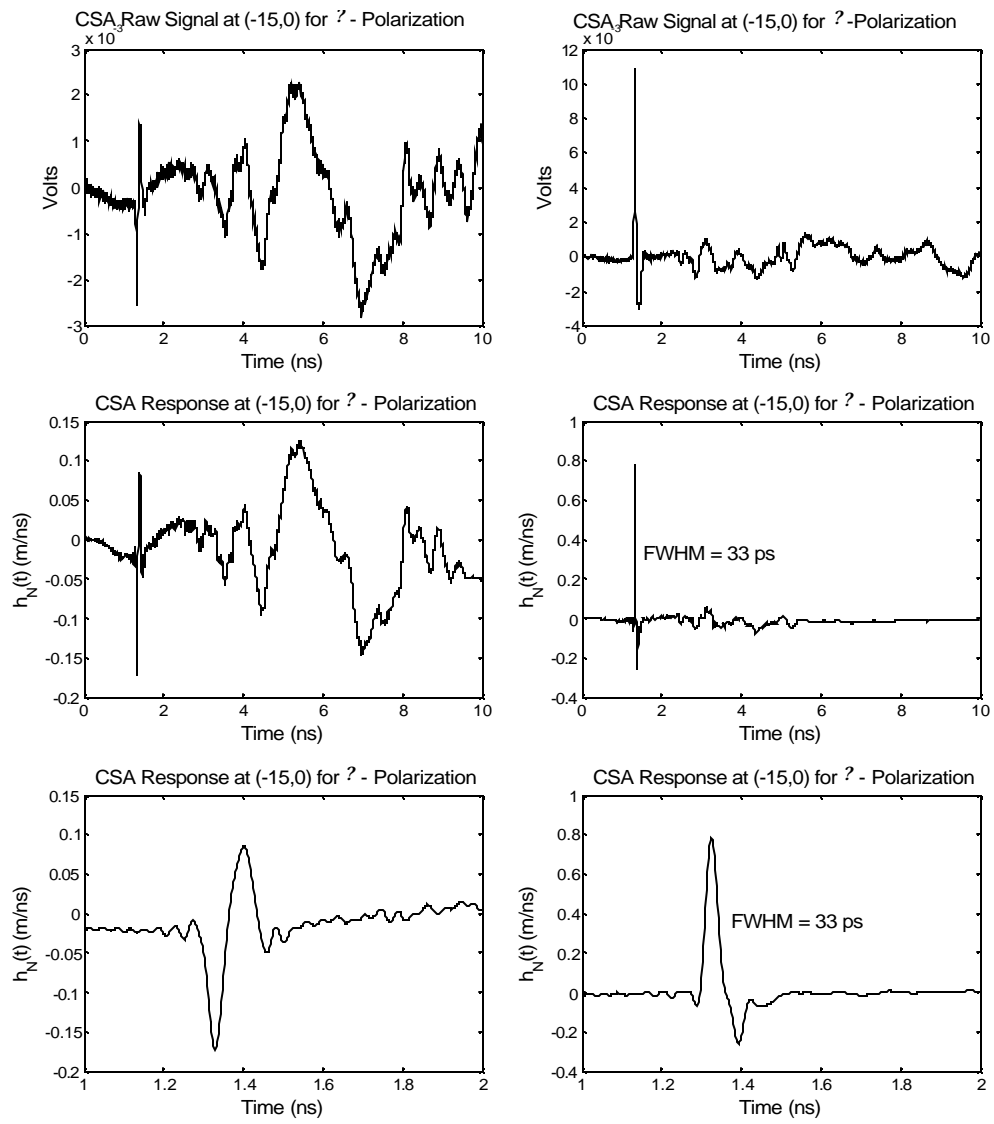 CSA Raw Signal at (-15,0) for ? - Polarization
x 10-3
3
2
1
0
-1
-2
-3
Volts
0 2 4 6 8 10
Time (ns)
CSA Raw Signal at (-15,0) for ? -Polarization
x 10-3
12
10
8
6
4
2
0
-2
-4
Volts
0 2 4 6 8 10
Time (ns)
CSA Response at (-15,0) for ? - Polarization
0.15
0.1
0.05
0
-0.05
-0.1
-0.15
-0.2
h_N(t) (m/ns)
0 2 4 6 8 10
Time (ns)
CSA Response at (-15,0) for ? - Polarization
1
0.8
0.6
0.4
0.2
0
-0.2
-0.4
h_N(t) (m/ns)
FWHM = 33 ps
0 2 4 6 8 10
Time (ns)
CSA Response at (-15,0) for ? - Polarization
0.15
0.1
0.05
0
-0.05
-0.1
-0.15
-0.2
h_N(t) (m/ns)
1 1.2 1.4 1.6 1.8 2
Time (ns)
CSA Response at (-15,0) for ? - Polarization
1
0.8
0.6
0.4
0.2
0
-0.2
-0.4
h_N(t) (m/ns)
FWHM = 33 ps
1 1.2 1.4 1.6 1.8 2
Time (ns)